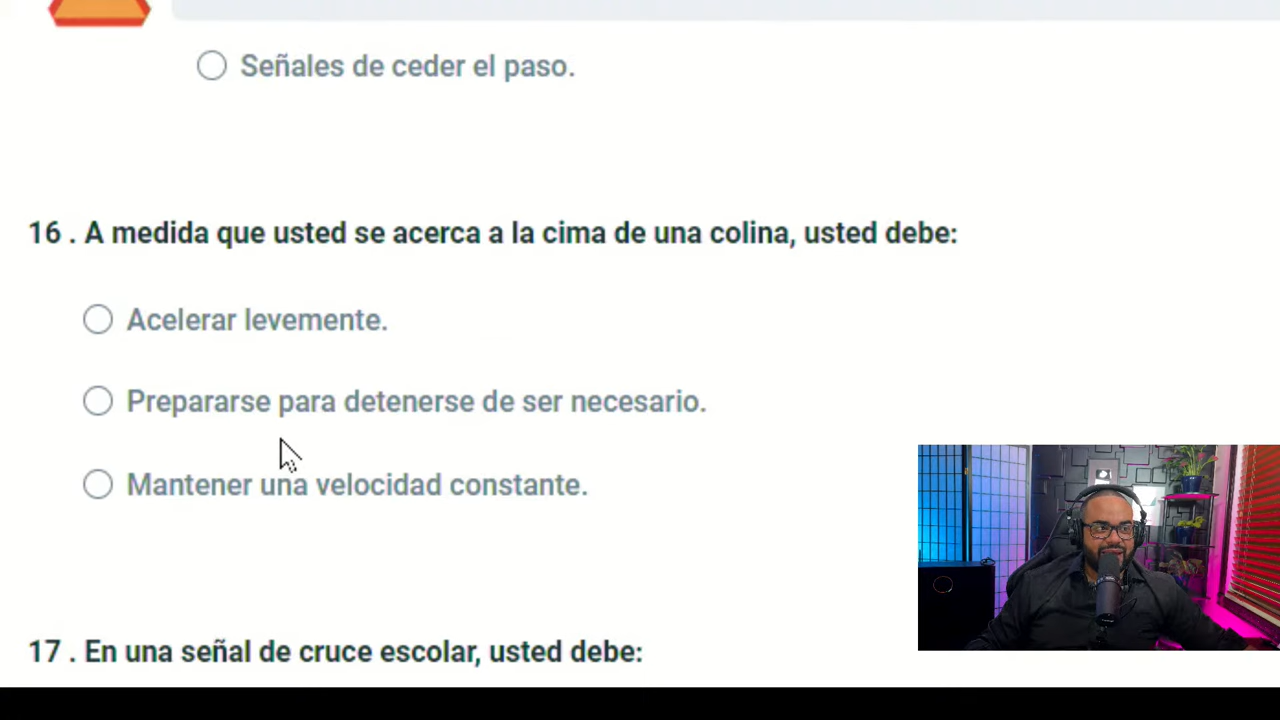 Señales de ceder el paso.
16 . A medida que usted se acerca a la cima de una colina, usted debe:
Acelerar levemente.
Prepararse para detenerse de ser necesario.
Mantener una velocidad constante.
17 . En una señal de cruce escolar, usted debe: